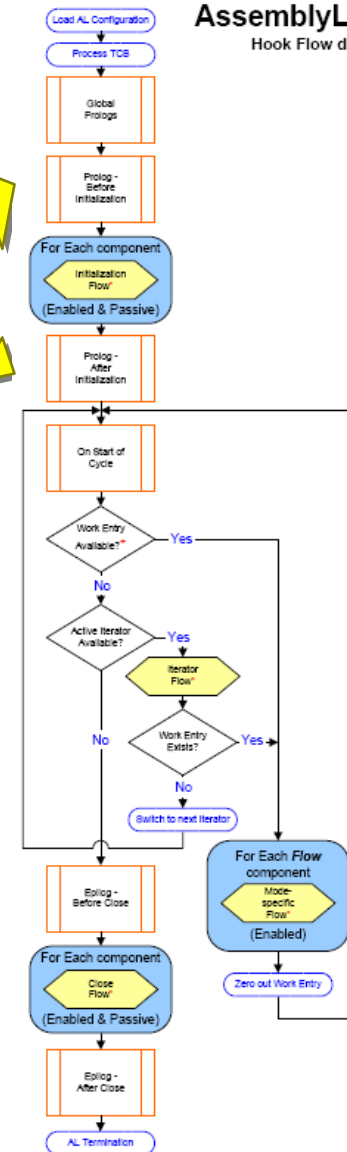 AssemblyL
Hook Flow d
Load AL Configuration
Process TCB
Global
Prologs
Prolog -
Before
Initialization
For Each component
Initialization
Flow*
(Enabled & Passive)
Prolog -
After
Initialization
On Start of
Cycle
Work Entry
Available?*
Yes
No
Active Iterator
Available?
Yes
Iterator
Flow*
No
Work Entry
Exists?
Yes
No
Switch to next Iterator
For Each Flow
component
Mode-
specific
Flow*
(Enabled)
Zero out Work Entry
Epilog -
Before Close
For Each component
Close
Flow*
(Enabled & Passive)
Epilog -
After Close
AL Termination